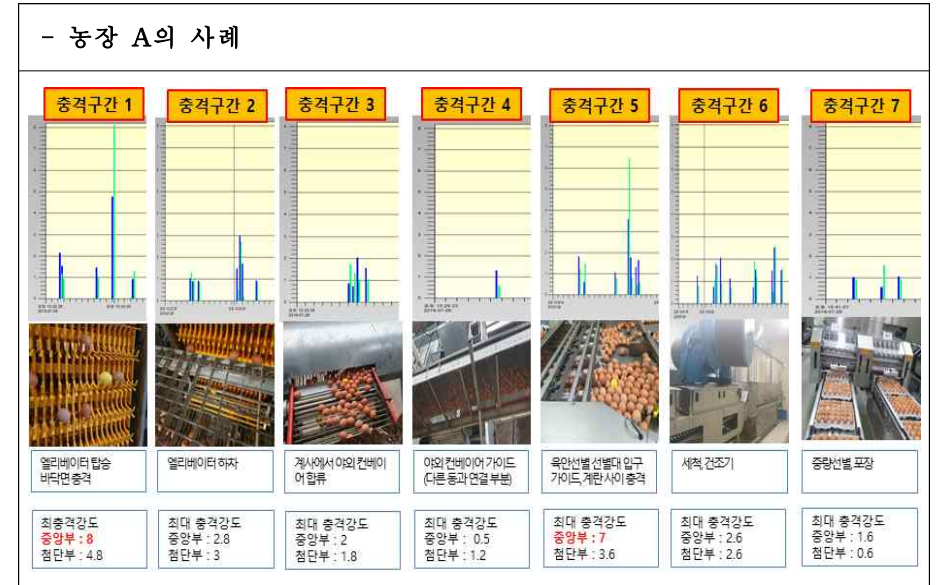 - 농장 A의 사례
충격구간 1
충격구간 2
충격구간 3
충격구간 4
충격구간 5
충격구간 6
충격구간 7
엘리베이터 탑승
바닥면 충격
엘리베이터 하차
계사에서 야외 컨베이
어 합류
야외 컨베이어 가이드
(다른 동과 연결 부분)
육안선별 선별대 입구
가이드, 계란 사이 충격
세척, 건조기
중량선별, 포장
최충격강도
중앙부 : 8
첨단부 : 4.8
최대 충격강도
중앙부 : 2.8
첨단부 : 3
최대 충격강도
중앙부 : 2
첨단부 : 1.8
최대 충격강도
중앙부 : 0.5
첨단부 : 1.2
최대 충격강도
중앙부 : 7
첨단부 : 3.6
최대 충격강도
중앙부 : 2.6
첨단부 : 2.6
최대 충격강도
중앙부 : 1.6
첨단부 : 0.6